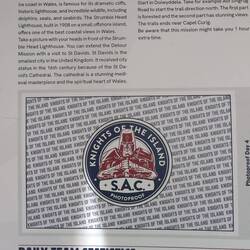 ed in Wales, is famous for its dramatic cliffs,
historic lighthouse, and incredible wildlife, including
dolphins, seals, and seabirds. The Strumble Head
Lighthouse, built in 1908 on a small offshore island,
offers one of the best coastal views in Wales.
Take a picture with your heads in front of the Strum-
ble Head Lighthouse. You can extend the Detour
Mission with a visit to St Davids. St Davids is the
smallest city in the United Kingdom. It received city
status in the 16th century because of the St Da-
vid's Cathedral. The cathedral is a stunning medi-
eval masterpiece and the spiritual heart of Wales.
Start in Dolwyddelan. Take for example
Road to start the trail direction north. The first part
is forested and the second part has stunning views.
The trails ends near Capel Curig.
Be aware that this mission might take you 1 hour
extra time.
KNIGHTS OF THE ISLAND
S.A.C.
PHOTOPROOF
Photoproof Day 4